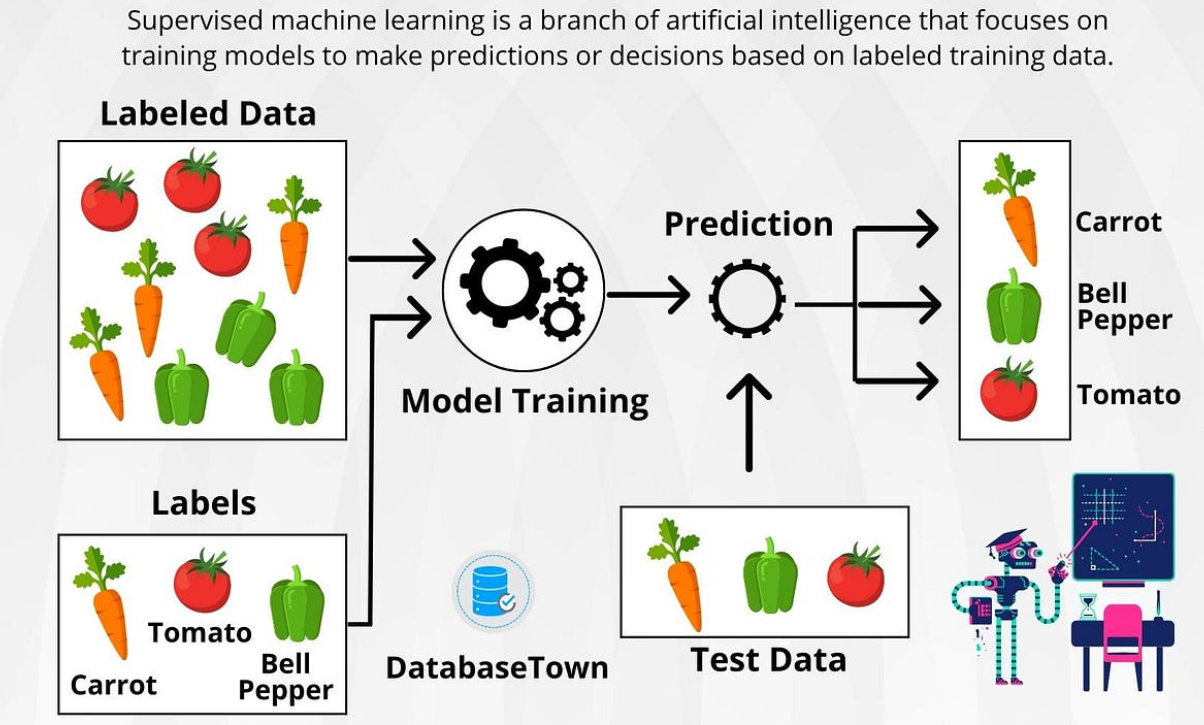 Supervised machine learning is a branch of artificial intelligence that focuses on
training models to make predictions or decisions based on labeled training data.
Labeled Data
Prediction
Carrot
Bell
Pepper
Tomato
Model Training
Labels
Tomato
Carrot
Bell
Pepper
DatabaseTown
Test Data